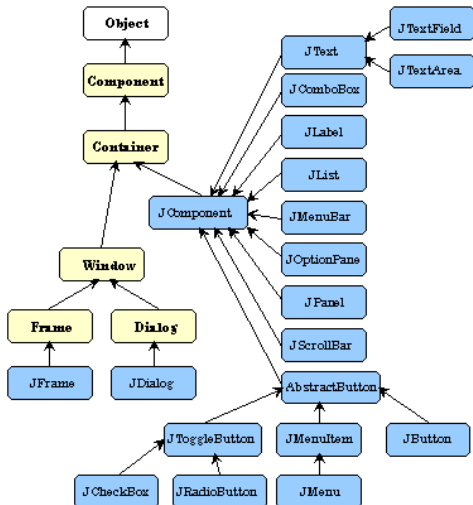 Object
JTextField
JText
JTextArea
Component
JComboBox
JLabel
Container
JList
JComponent
JMenuBar
JOptionPane
Window
JPanel
Frame
Dialog
JScrollBar
JFrame
JDialog
AbstractButton
JToggleButton
JMenuItem
JButton
JCheckBox
JRadioButton
JMenu